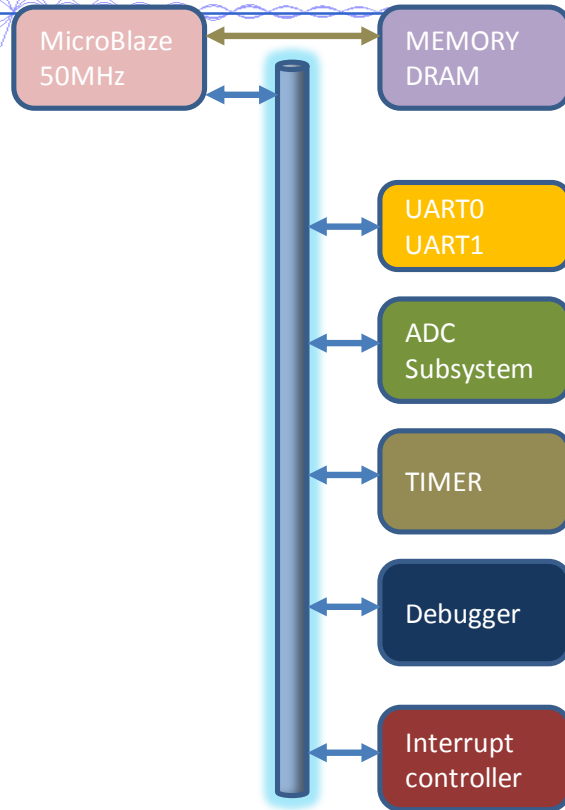 MicroBlaze
50MHz
MEMORY
DRAM
UART0
UART1
ADC
Subsystem
TIMER
Debugger
Interrupt
controller